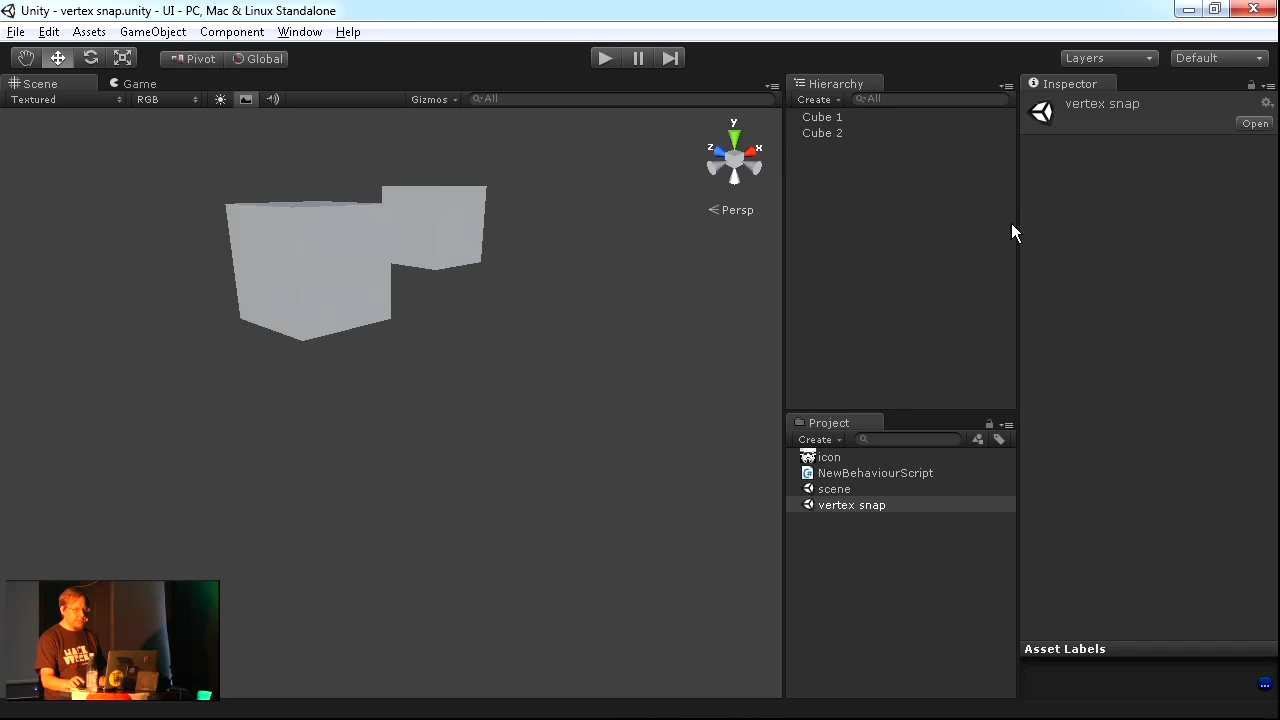 Unity - vertex snap.unity - UI - PC, Mac & Linux Standalone
File Edit Assets GameObject Component Window Help
Pivot Global Layers Default
Scene Game Hierarchy Inspector
Textured RGB Gizmos All Create All vertex snap
Open
Cube 1
Cube 2
y
z x
Persp
Project
Create
icon
NewBehaviourScript
scene
vertex snap
HACK
WEEK
Asset Labels